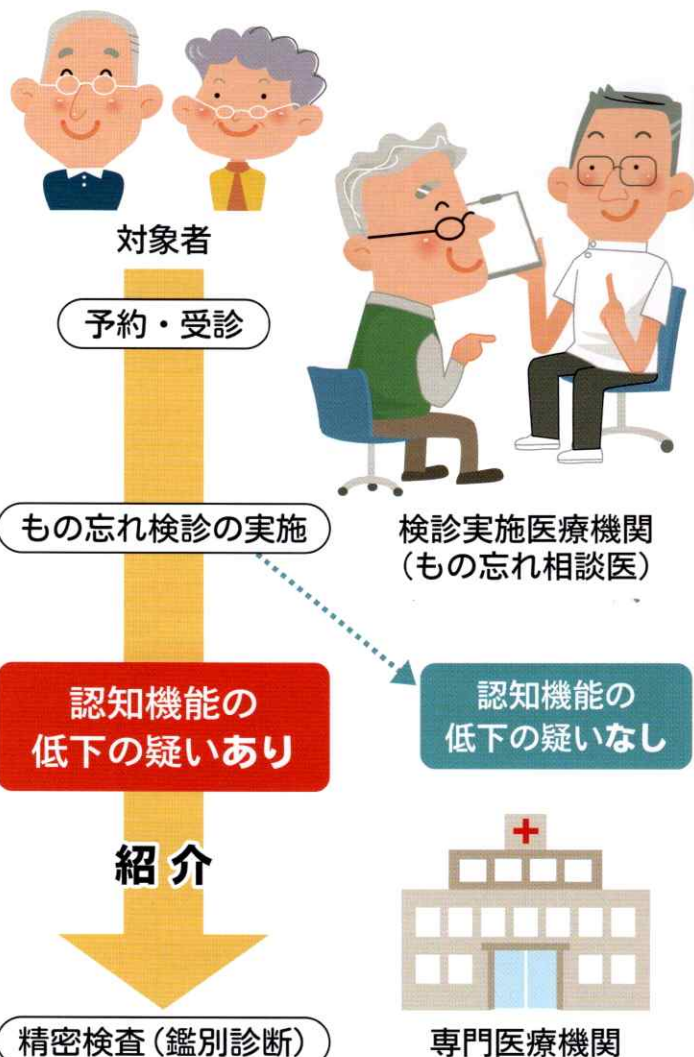 対象者
予約・受診
もの忘れ検診の実施
検診実施医療機関
（もの忘れ相談医）
認知機能の
低下の疑いあり
認知機能の
低下の疑いなし
紹介
精密検査（鑑別診断）
専門医療機関